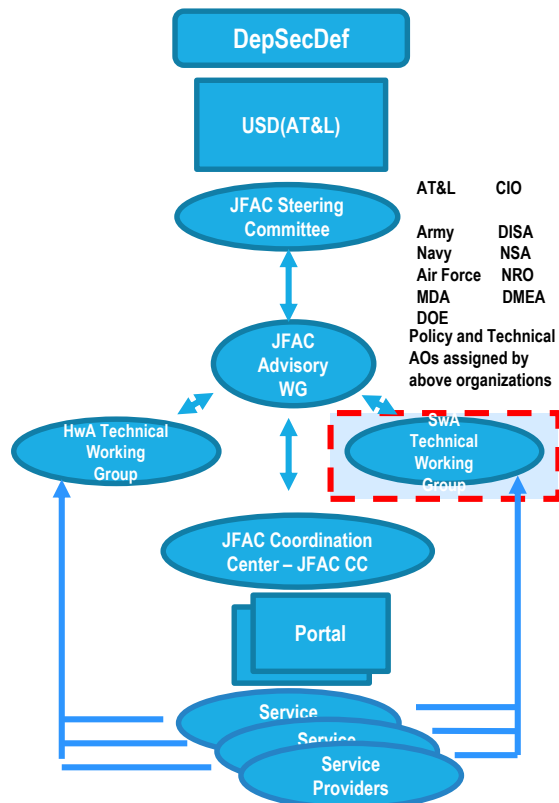 DepSecDef
USD(AT&L)
JFAC Steering
Committee
AT&L CIO
Army DISA
Navy NSA
Air Force NRO
MDA DMEA
DOE
Policy and Technical
AOs assigned by
above organizations
JFAC
Advisory
WG
HwA Technical
Working
Group
SwA
Technical
Working
Group
JFAC Coordination
Center – JFAC CC
Portal
Service
Service
Service
Providers